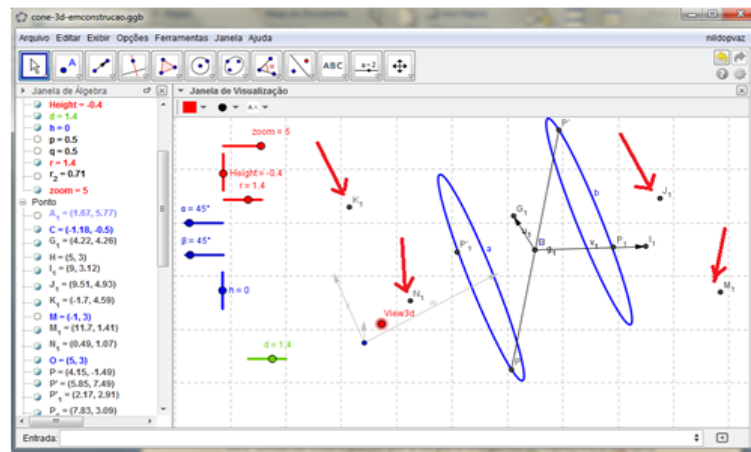 cone-3d-emconstrucao.ggb
Arquivo Editar Exibir Opções Ferramentas Janela Ajuda
nildopvaz
ABC
a=2
Janela de Álgebra
Janela de Visualização
Height = -0.4
d = 1.4
h = 0
p = 0.5
q = 0.5
r = 1.4
r₂ = 0.71
zoom = 5
Ponto
A₁ = (1.67, 5.77)
C = (-1.18, -0.5)
G₁ = (4.22, 4.26)
H = (5, 3)
I₁ = (9, 3.12)
J₁ = (9.51, 4.93)
K₁ = (-1.7, 4.59)
M = (-1, 3)
M₁ = (11.7, 1.41)
N₁ = (0.49, 1.07)
O = (5, 3)
P = (4.15, -1.49)
P' = (5.85, 7.49)
P'₁ = (2.17, 2.91)
P₁ = (7.83, 3.09)
zoom = 5
Height = -0.4
r = 1.4
α = 45°
β = 45°
h = 0
d = 1.4
K₁
N₁
View3d
P'₁
a
G₁
u₁
B
g₁
v₁
P₁
I₁
P'
b
J₁
M₁
P
Entrada: